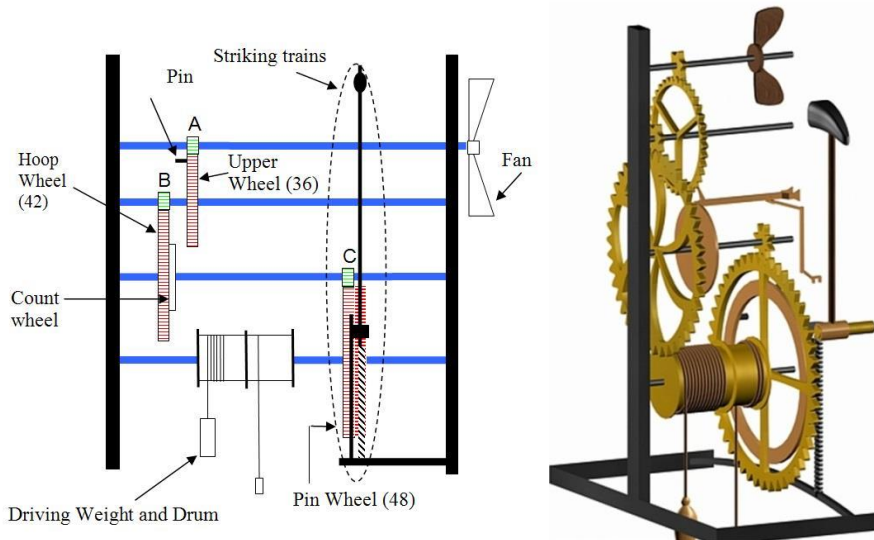 Striking trains
Pin
A
Hoop
Wheel
(42)
B
Upper
Wheel (36)
Fan
C
Count
wheel
Pin Wheel (48)
Driving Weight and Drum